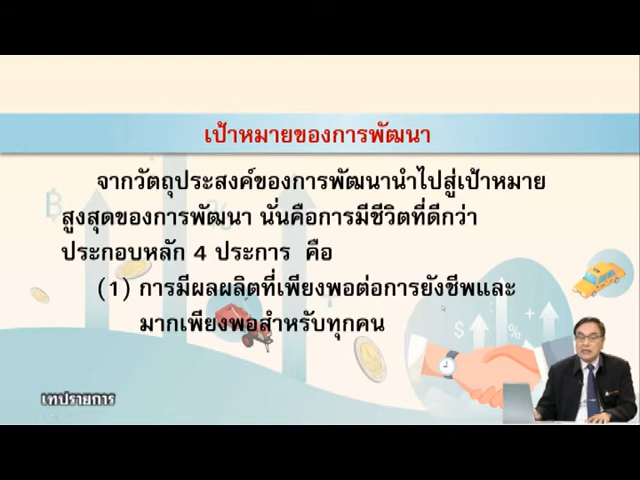 เป้าหมายของการพัฒนา
จากวัตถุประสงค์ของการพัฒนานำไปสู่เป้าหมาย
สูงสุดของการพัฒนา นั่นคือการมีชีวิตที่ดีกว่า
ประกอบหลัก 4 ประการ คือ
(1) การมีผลผลิตที่เพียงพอต่อการยังชีพและ
มากเพียงพอสำหรับทุกคน
เทปรายการ